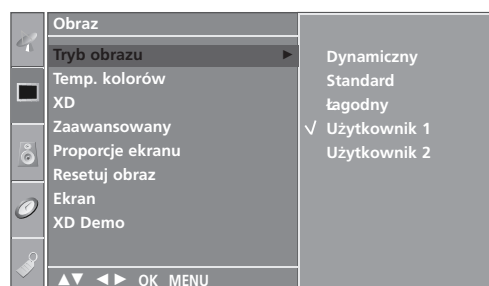 Obraz
Tryb obrazu ►
Temp. kolorów
XD
Zaawansowany
Proporcje ekranu
Resetuj obraz
Ekran
XD Demo
▲▼ ◄► OK MENU
Dynamiczny
Standard
Łagodny
√ Użytkownik 1
Użytkownik 2